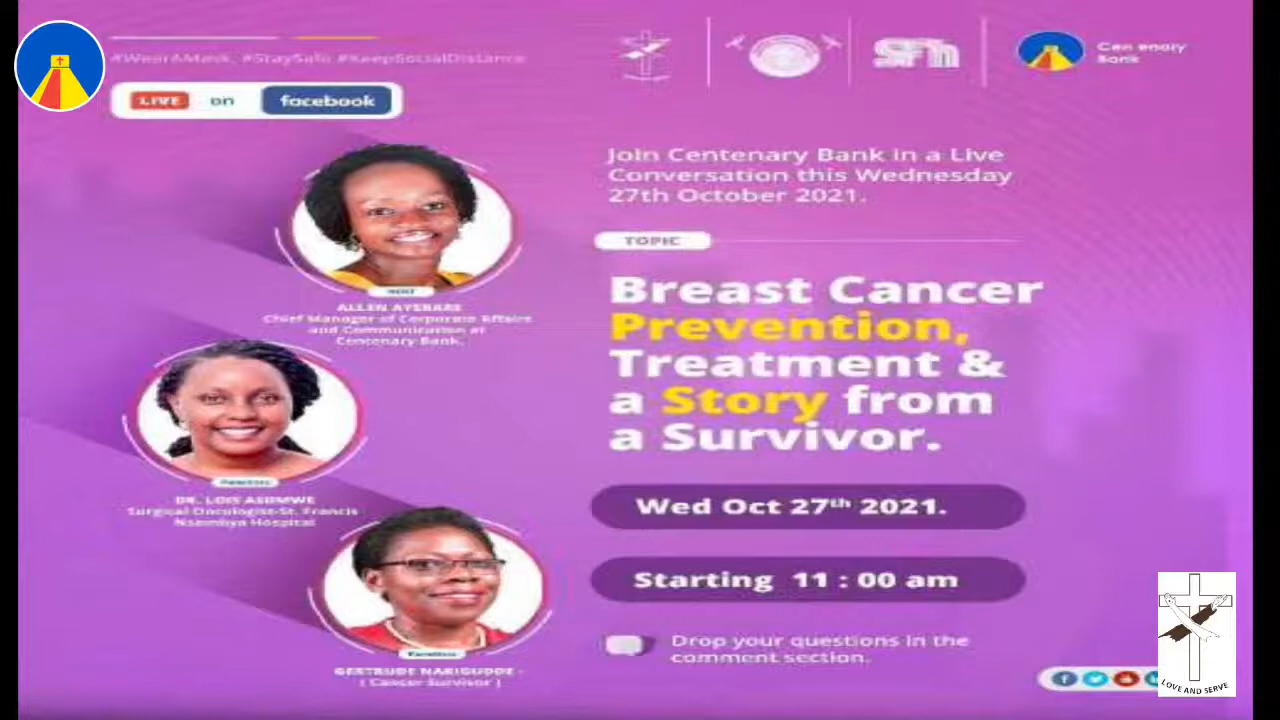 #WearAMask, #StaySafe #KeepSocialDistance
LIVE on facebook
Centenary
Bank
Join Centenary Bank in a Live
Conversation this Wednesday
27th October 2021.
TOPIC
Breast Cancer
Prevention,
Treatment &
a Story from
a Survivor.
Wed Oct 27th 2021.
Starting 11 : 00 am
Drop your questions in the
comment section.
HOST
ALLEN AYEBARE
Chief Manager of Corporate Affairs
and Communication at
Centenary Bank.
Panelist
DR. LOIS ASIIMWE
Surgical Oncologist-St. Francis
Nsambya Hospital
Panelist
GERTRUDE NAKIGUDDE -
( Cancer Survivor )
LOVE AND SERVE